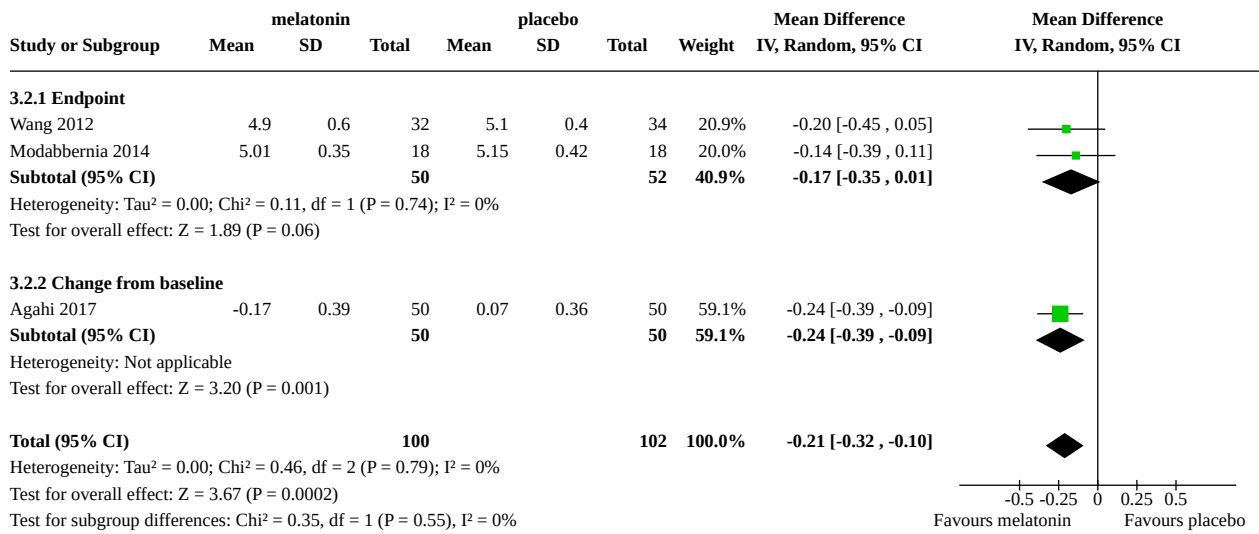 melatonin placebo Mean Difference Mean Difference
Study or Subgroup Mean SD Total Mean SD Total Weight IV, Random, 95% CI IV, Random, 95% CI
3.2.1 Endpoint
Wang 2012 4.9 0.6 32 5.1 0.4 34 20.9% -0.20 [-0.45 , 0.05]
Modabbernia 2014 5.01 0.35 18 5.15 0.42 18 20.0% -0.14 [-0.39 , 0.11]
Subtotal (95% CI) 50 52 40.9% -0.17 [-0.35 , 0.01]
Heterogeneity: Tau² = 0.00; Chi² = 0.11, df = 1 (P = 0.74); I² = 0%
Test for overall effect: Z = 1.89 (P = 0.06)
3.2.2 Change from baseline
Agahi 2017 -0.17 0.39 50 0.07 0.36 50 59.1% -0.24 [-0.39 , -0.09]
Subtotal (95% CI) 50 50 59.1% -0.24 [-0.39 , -0.09]
Heterogeneity: Not applicable
Test for overall effect: Z = 3.20 (P = 0.001)
Total (95% CI) 100 102 100.0% -0.21 [-0.32 , -0.10]
Heterogeneity: Tau² = 0.00; Chi² = 0.46, df = 2 (P = 0.79); I² = 0%
Test for overall effect: Z = 3.67 (P = 0.0002)
-0.5 -0.25 0 0.25 0.5
Test for subgroup differences: Chi² = 0.35, df = 1 (P = 0.55), I² = 0% Favours melatonin Favours placebo